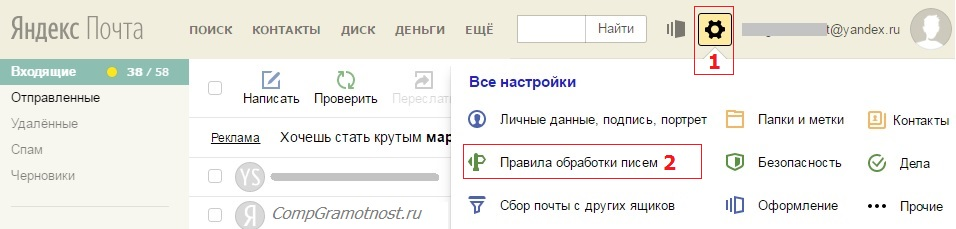 Яндекс Почта
ПОИСК КОНТАКТЫ ДИСК ДЕНЬГИ ЕЩЁ
Найти
t@yandex.ru
1
Входящие 38 / 58
Отправленные
Удалённые
Спам
Черновики
Написать Проверить Переслать
Реклама Хочешь стать крутым мар
YS
Я CompGramotnost.ru
Все настройки
Личные данные, подпись, портрет Папки и метки Контакты
Правила обработки писем 2 Безопасность Дела
Сбор почты с других ящиков Оформление Прочие